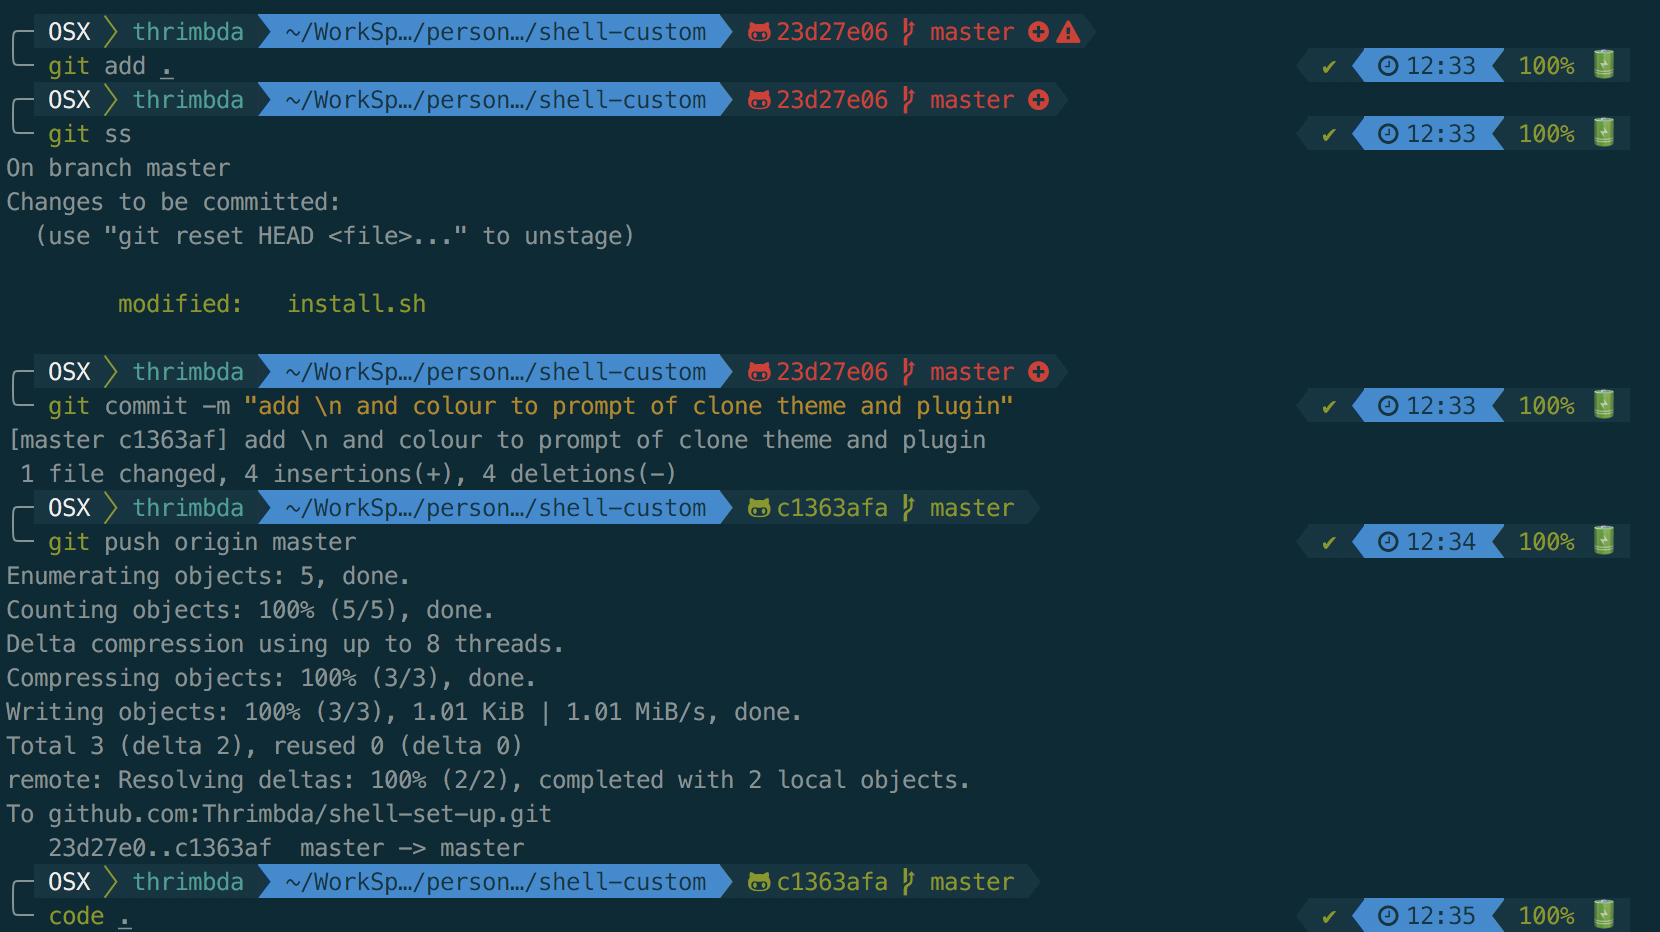 OSX thrimbda ~/WorkSp…/person…/shell-custom 23d27e06 master
git add . ✔ 12:33 100%
OSX thrimbda ~/WorkSp…/person…/shell-custom 23d27e06 master
git ss ✔ 12:33 100%
On branch master
Changes to be committed:
(use "git reset HEAD <file>..." to unstage)
modified: install.sh
OSX thrimbda ~/WorkSp…/person…/shell-custom 23d27e06 master
git commit -m "add \n and colour to prompt of clone theme and plugin" ✔ 12:33 100%
[master c1363af] add \n and colour to prompt of clone theme and plugin
1 file changed, 4 insertions(+), 4 deletions(-)
OSX thrimbda ~/WorkSp…/person…/shell-custom c1363afa master
git push origin master ✔ 12:34 100%
Enumerating objects: 5, done.
Counting objects: 100% (5/5), done.
Delta compression using up to 8 threads.
Compressing objects: 100% (3/3), done.
Writing objects: 100% (3/3), 1.01 KiB | 1.01 MiB/s, done.
Total 3 (delta 2), reused 0 (delta 0)
remote: Resolving deltas: 100% (2/2), completed with 2 local objects.
To github.com:Thrimbda/shell-set-up.git
23d27e0..c1363af master -> master
OSX thrimbda ~/WorkSp…/person…/shell-custom c1363afa master
code . ✔ 12:35 100%